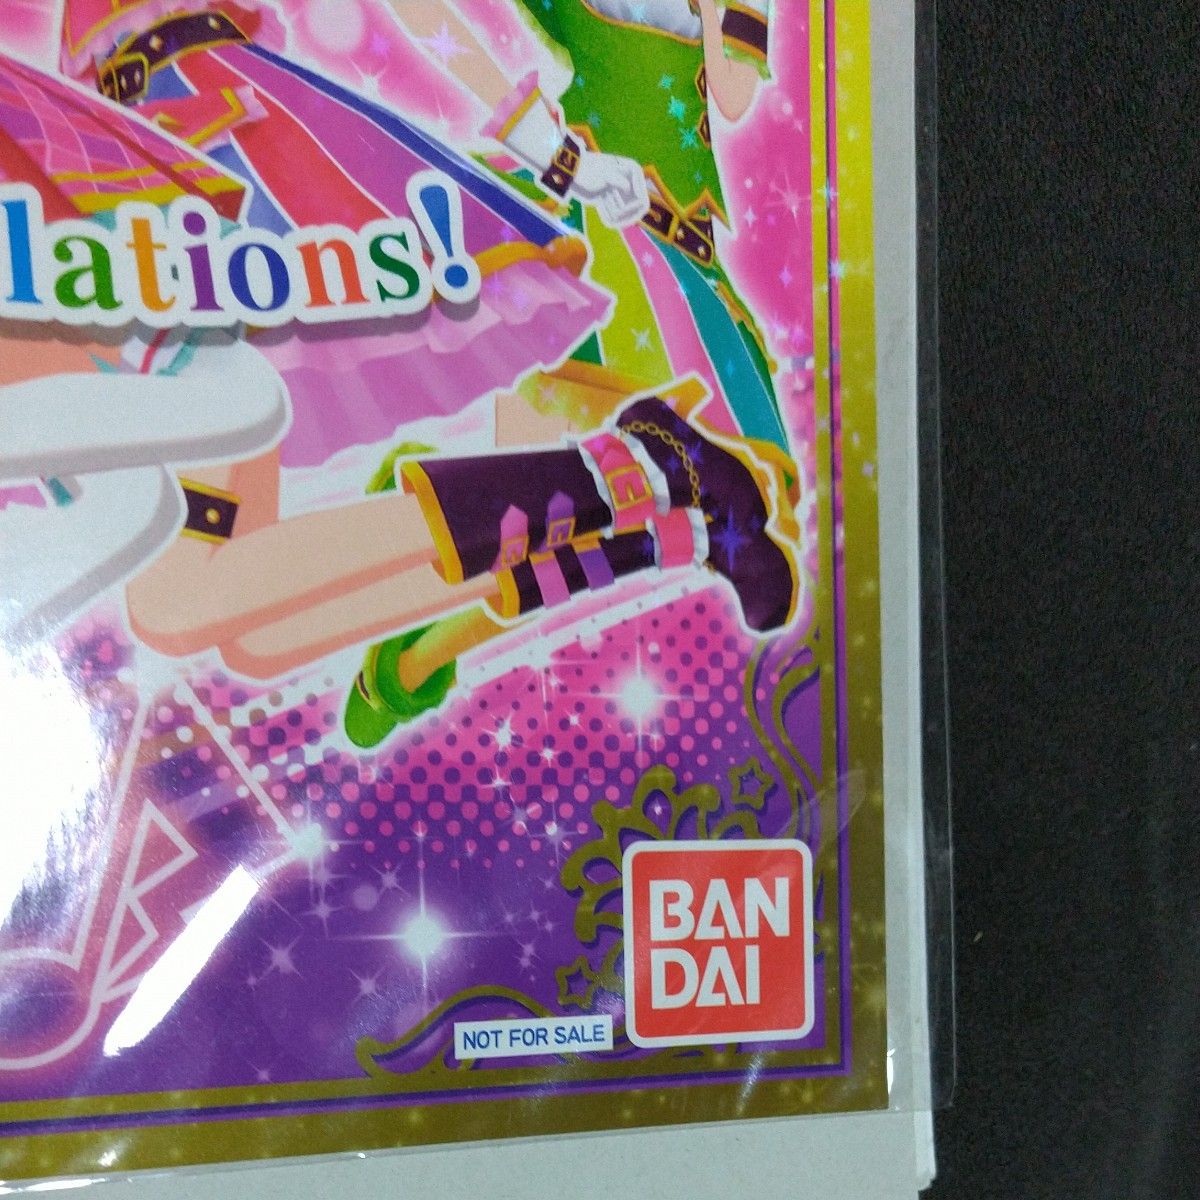 lations!
BAN
DAI
NOT FOR SALE